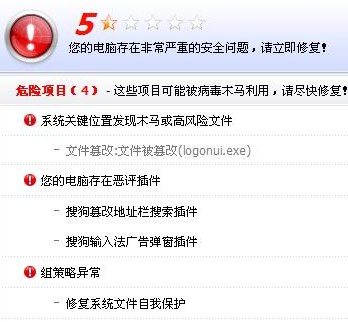 5
您的电脑存在非常严重的安全问题，请立即修复！
危险项目（4） - 这些项目可能被病毒木马利用，请尽快修复！
系统关键位置发现木马或高风险文件
- 文件篡改:文件被篡改(logonui.exe)
您的电脑存在恶评插件
- 搜狗篡改地址栏搜索插件
- 搜狗输入法广告弹窗插件
组策略异常
- 修复系统文件自我保护